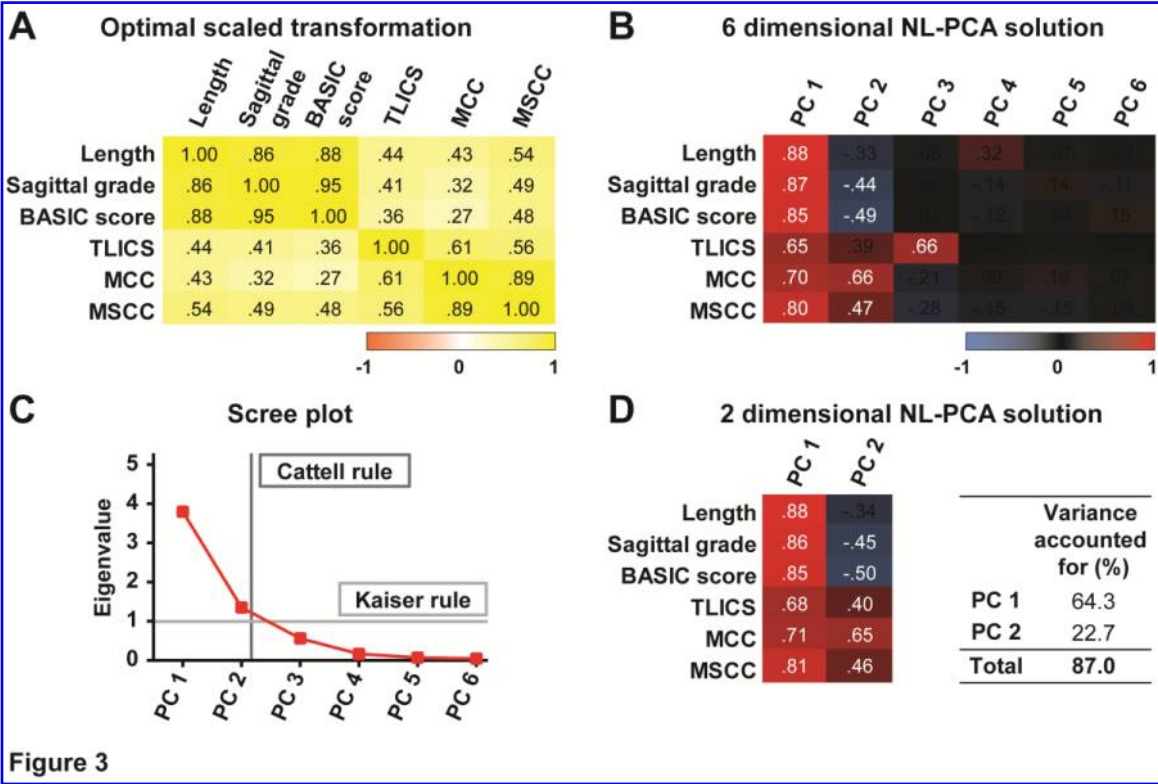 A Optimal scaled transformation
Length Sagittal grade BASIC score TLICS MCC MSCC
Length 1.00 .86 .88 .44 .43 .54
Sagittal grade .86 1.00 .95 .41 .32 .49
BASIC score .88 .95 1.00 .36 .27 .48
TLICS .44 .41 .36 1.00 .61 .56
MCC .43 .32 .27 .61 1.00 .89
MSCC .54 .49 .48 .56 .89 1.00
-1 0 1
B 6 dimensional NL-PCA solution
PC 1 PC 2 PC 3 PC 4 PC 5 PC 6
Length .88 -.33 .32
Sagittal grade .87 -.44 -.14 .14 -.11
BASIC score .85 -.49 -.12 .15
TLICS .65 .39 .66
MCC .70 .66 -.21 .09 .16 .07
MSCC .80 .47 -.28 -.15 -.15
-1 0 1
C Scree plot
Eigenvalue
5
4
3
2
1
0
Cattell rule
Kaiser rule
PC 1 PC 2 PC 3 PC 4 PC 5 PC 6
D 2 dimensional NL-PCA solution
PC 1 PC 2
Length .88 -.34
Sagittal grade .86 -.45
BASIC score .85 -.50
TLICS .68 .40
MCC .71 .65
MSCC .81 .46
Variance
accounted
for (%)
PC 1 64.3
PC 2 22.7
Total 87.0
Figure 3